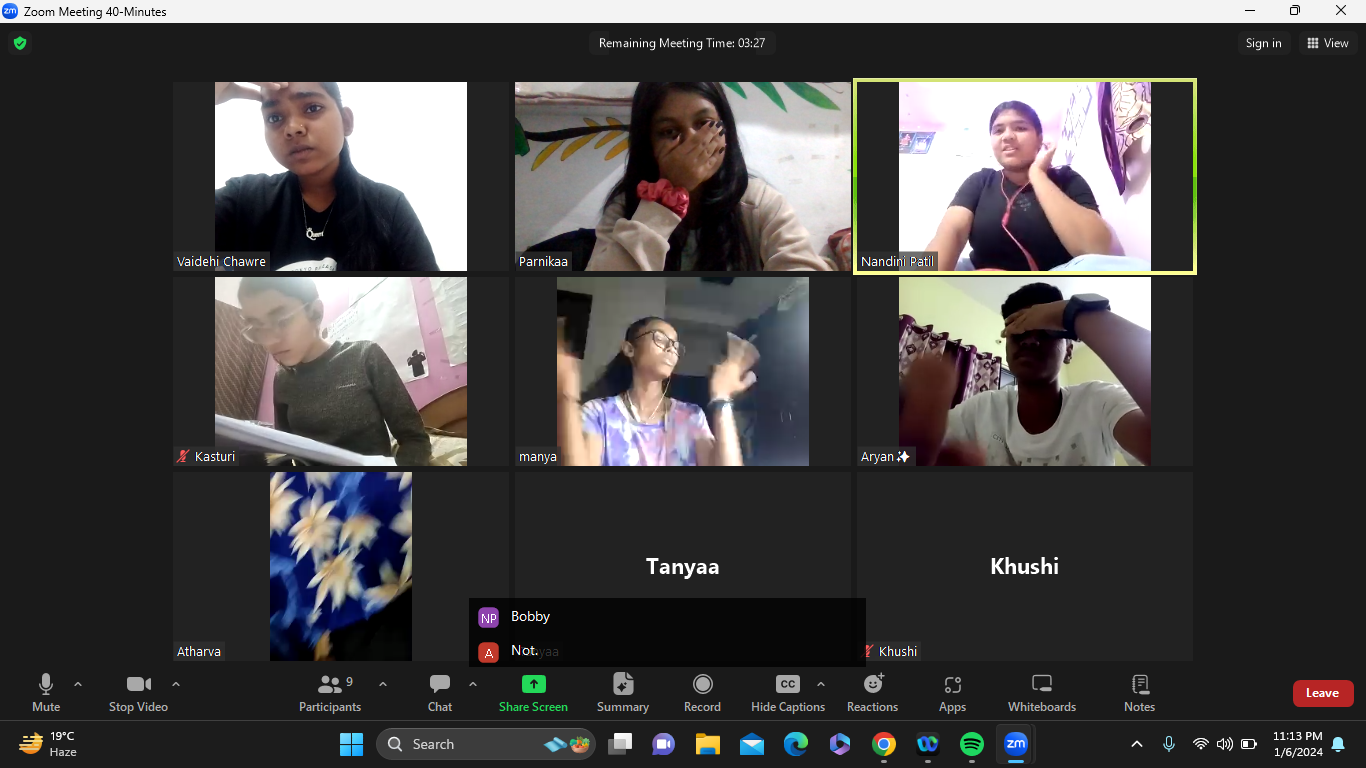 Zoom Meeting 40-Minutes
Remaining Meeting Time: 03:27
Sign in
View
Vaidehi Chawre
Parnikaa
Nandini Patil
Kasturi
manya
Aryan✨
Tanyaa
Khushi
NP Bobby
A Not.
Atharva
Khushi
Mute
Stop Video
Participants
9
Chat
Share Screen
Summary
Record
CC
Hide Captions
Reactions
Apps
Whiteboards
Notes
Leave
19°C
Haze
Search
zm
11:13 PM
1/6/2024